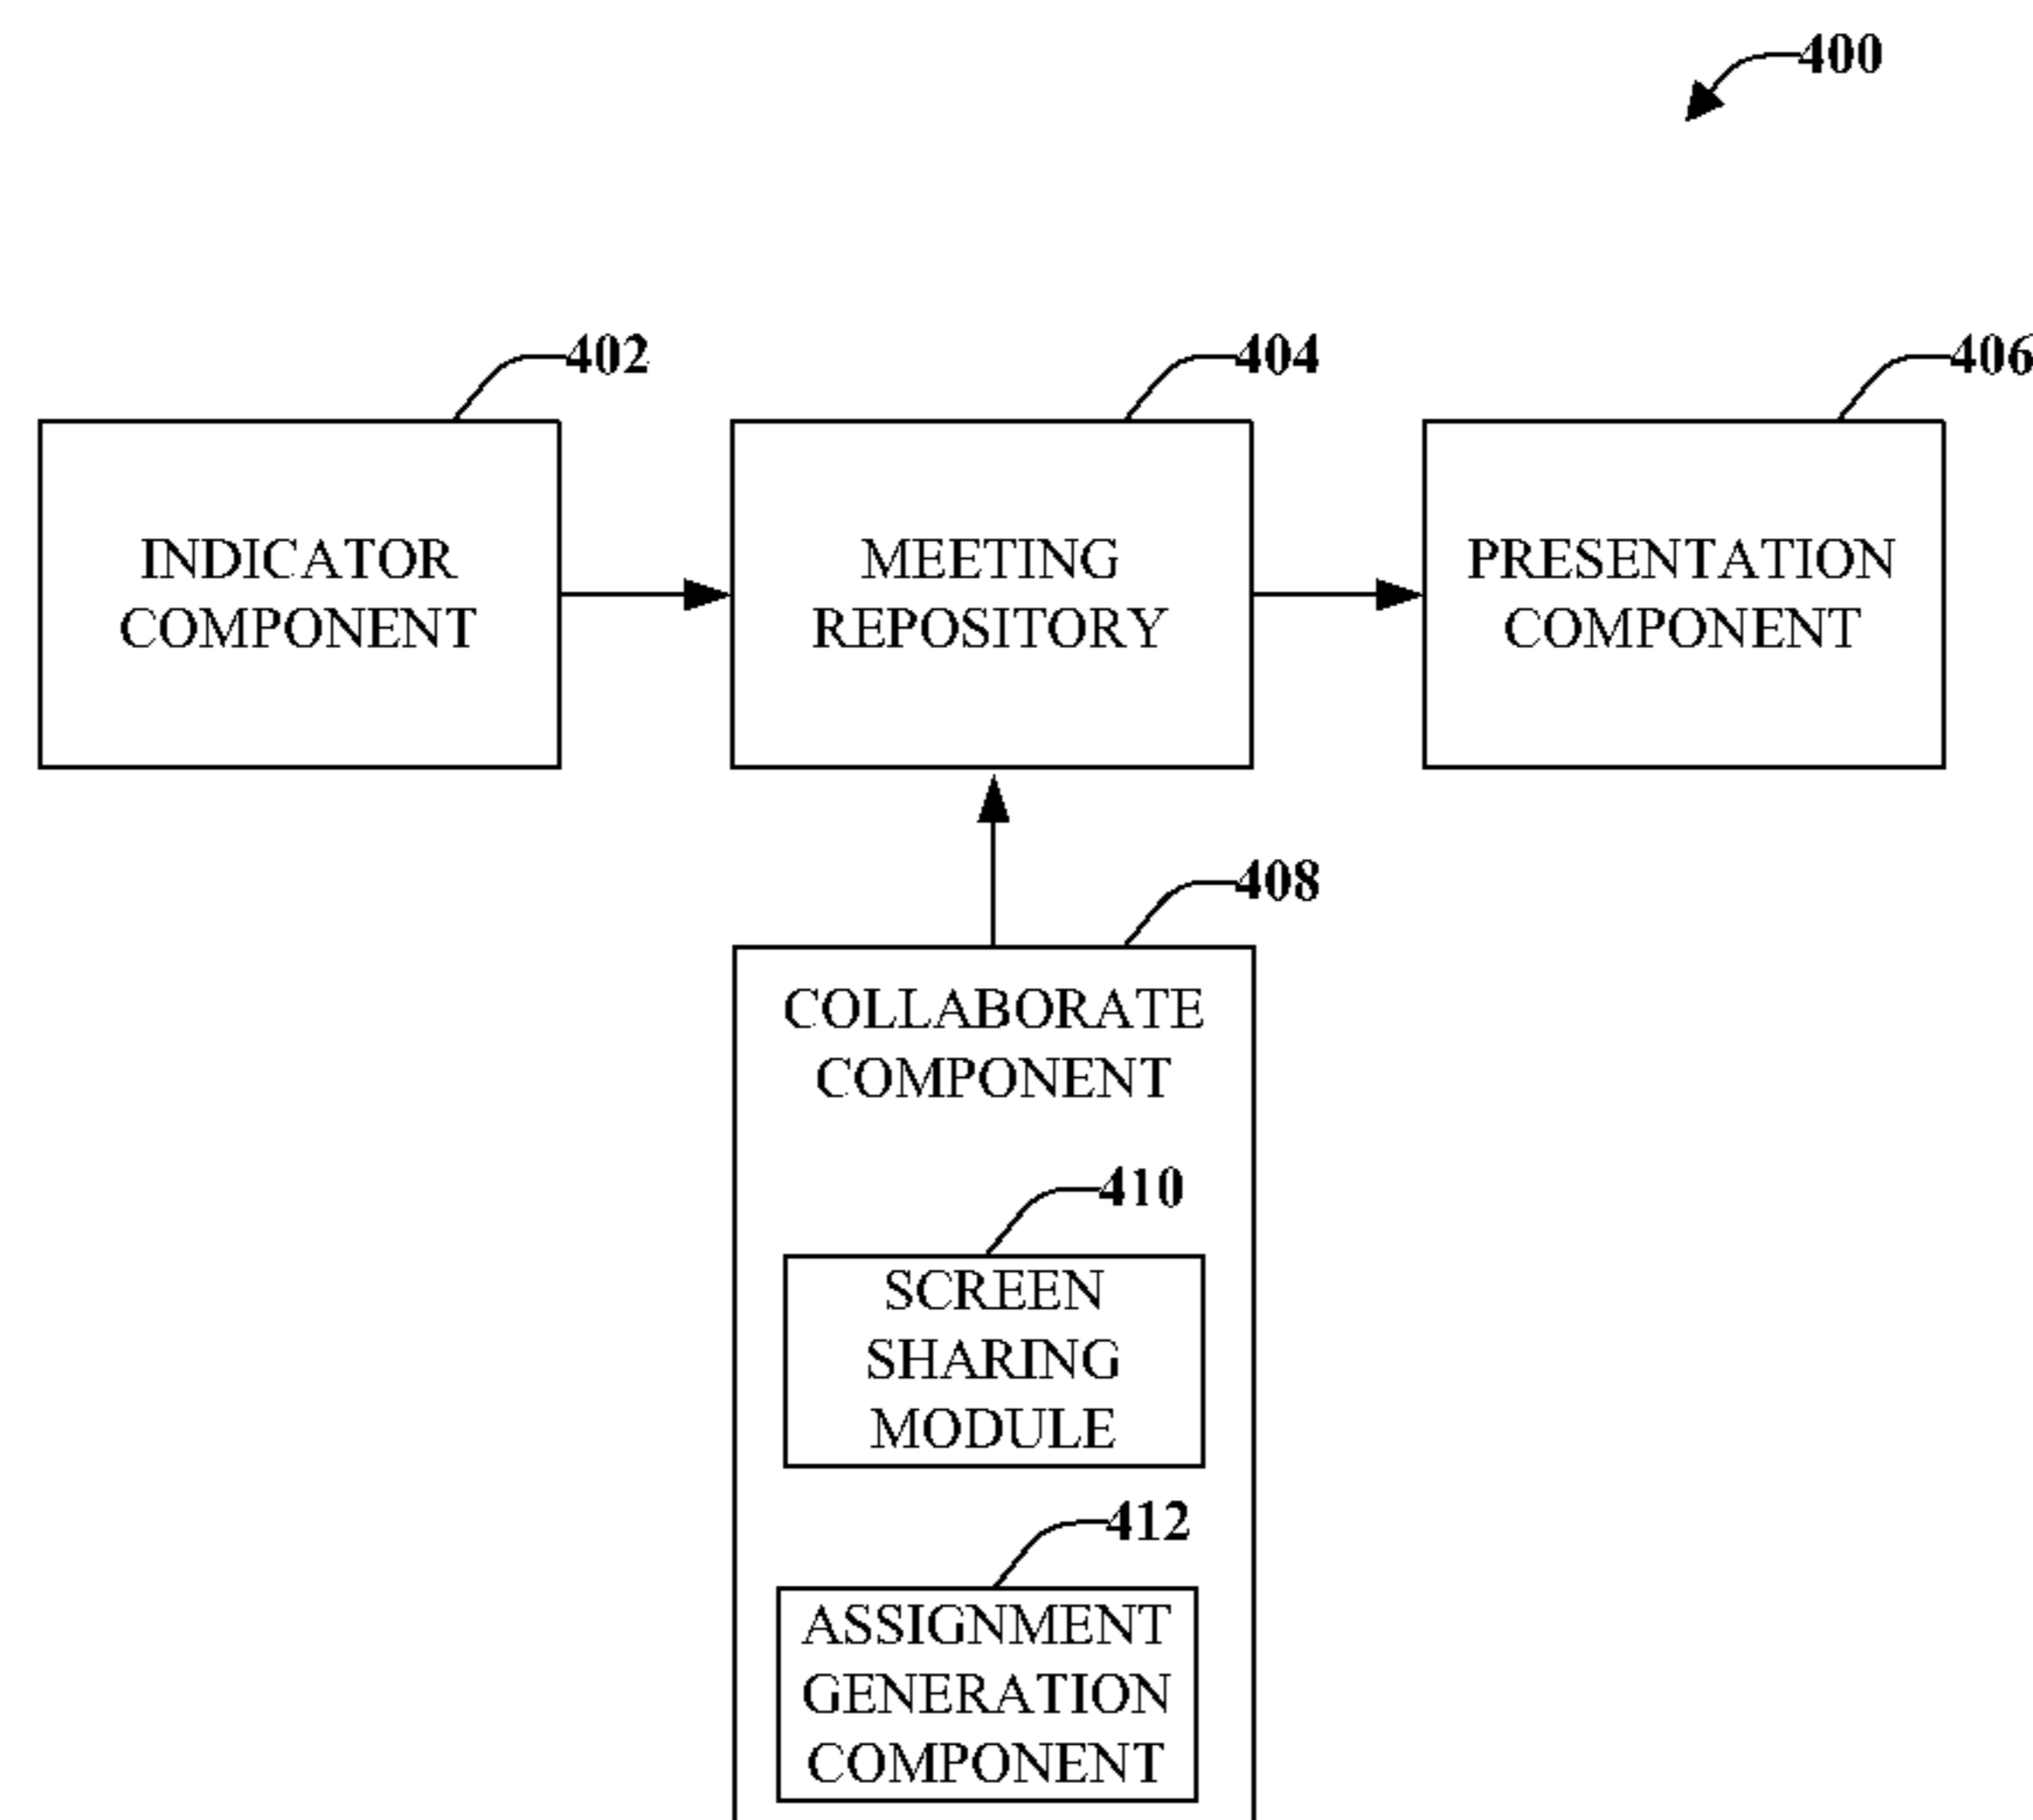 400
402
404
406
INDICATOR
COMPONENT
MEETING
REPOSITORY
PRESENTATION
COMPONENT
408
COLLABORATE
COMPONENT
410
SCREEN
SHARING
MODULE
412
ASSIGNMENT
GENERATION
COMPONENT